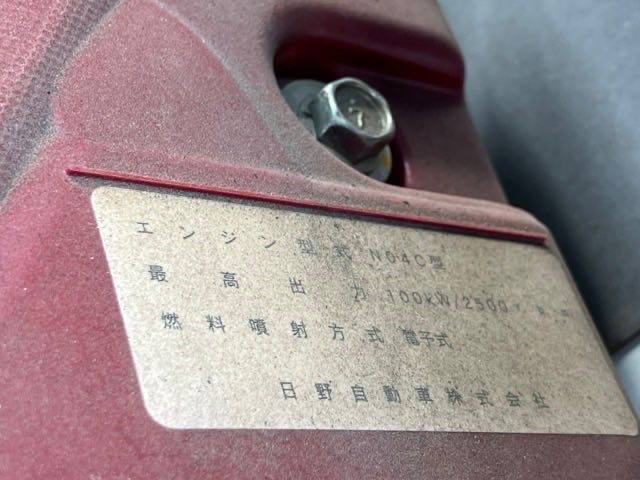 エンジン型式 N04C型
最高出力 100kW/2500
燃料噴射方式 電子式
日野自動車株式会社